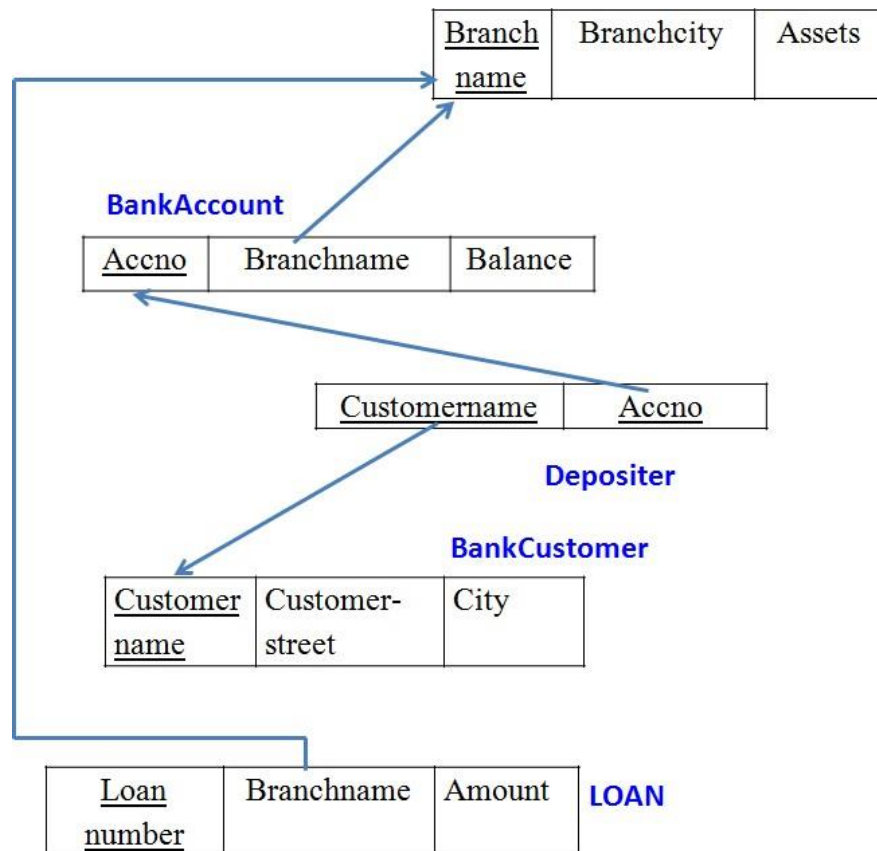 Branch
name
Branchcity
Assets
BankAccount
Accno
Branchname
Balance
Customername
Accno
Depositer
BankCustomer
Customer
name
Customer-
street
City
Loan
number
Branchname
Amount
LOAN